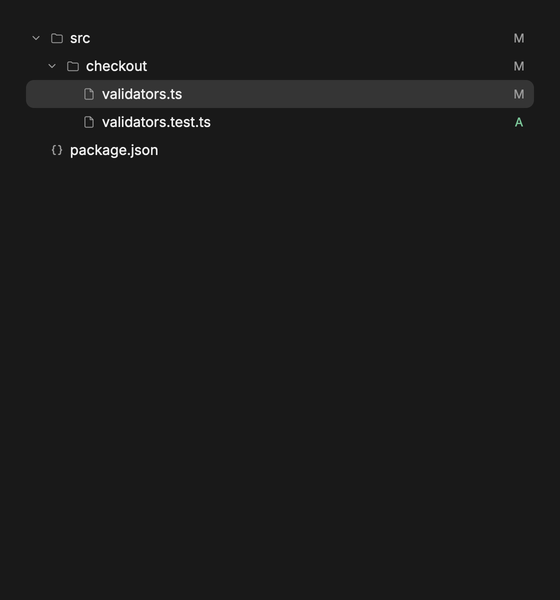 src M
checkout M
validators.ts M
validators.test.ts A
{} package.json